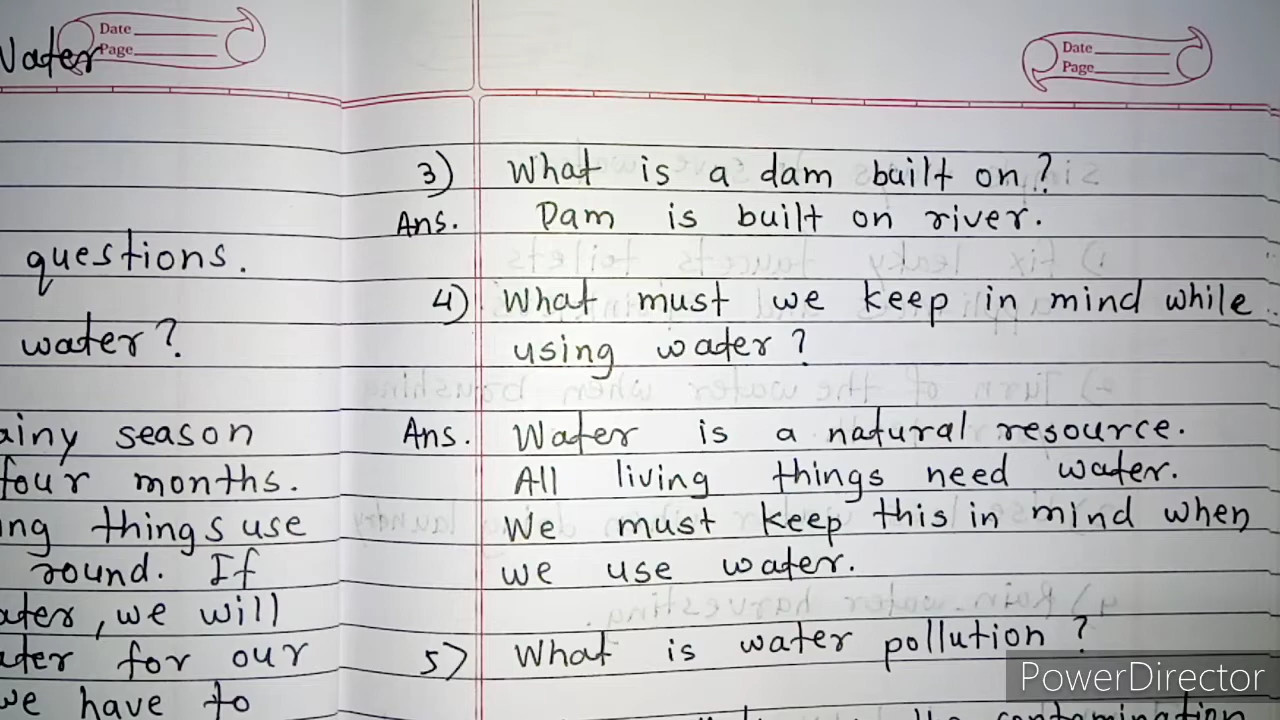 Water
Date
Page
questions.
water?
ainy season
four months.
ng things use
round. If
ater, we will
ater for our
we have to
Date
Page
3) What is a dam built on?
Ans. Dam is built on river.
4) What must we keep in mind while
using water?
Ans. Water is a natural resource.
All living things need water.
We must keep this in mind when
we use water.
5) What is water pollution?
contamination
PowerDirector